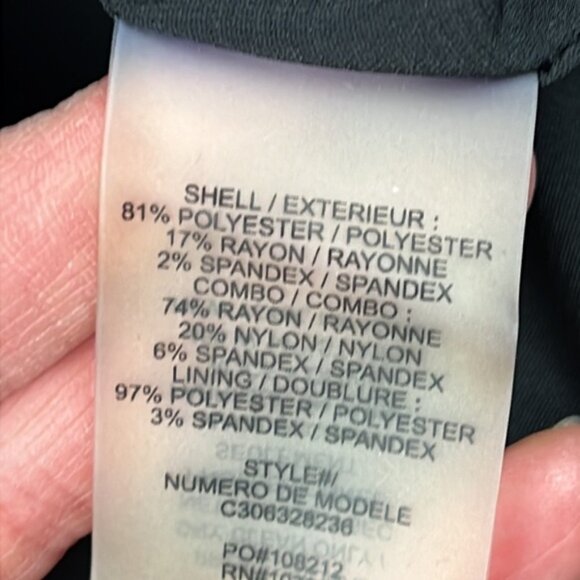 SHELL / EXTERIEUR :
81% POLYESTER / POLYESTER
17% RAYON / RAYONNE
2% SPANDEX / SPANDEX
COMBO / COMBO :
74% RAYON / RAYONNE
20% NYLON / NYLON
6% SPANDEX / SPANDEX
LINING / DOUBLURE :
97% POLYESTER / POLYESTER
3% SPANDEX / SPANDEX
STYLE#/
NUMERO DE MODELE
C306328236
PO#108212